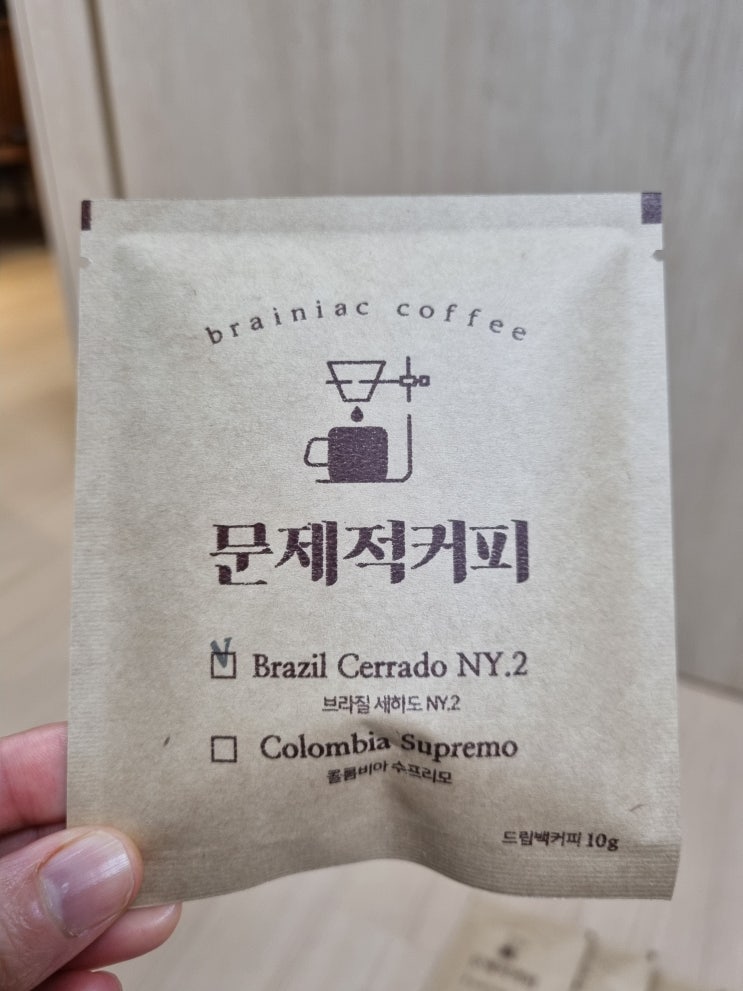 brainiac coffee
문제적커피
Brazil Cerrado NY.2
브라질 세하도 NY.2
Colombia Supremo
콜롬비아 수프리모
드립백커피 10g